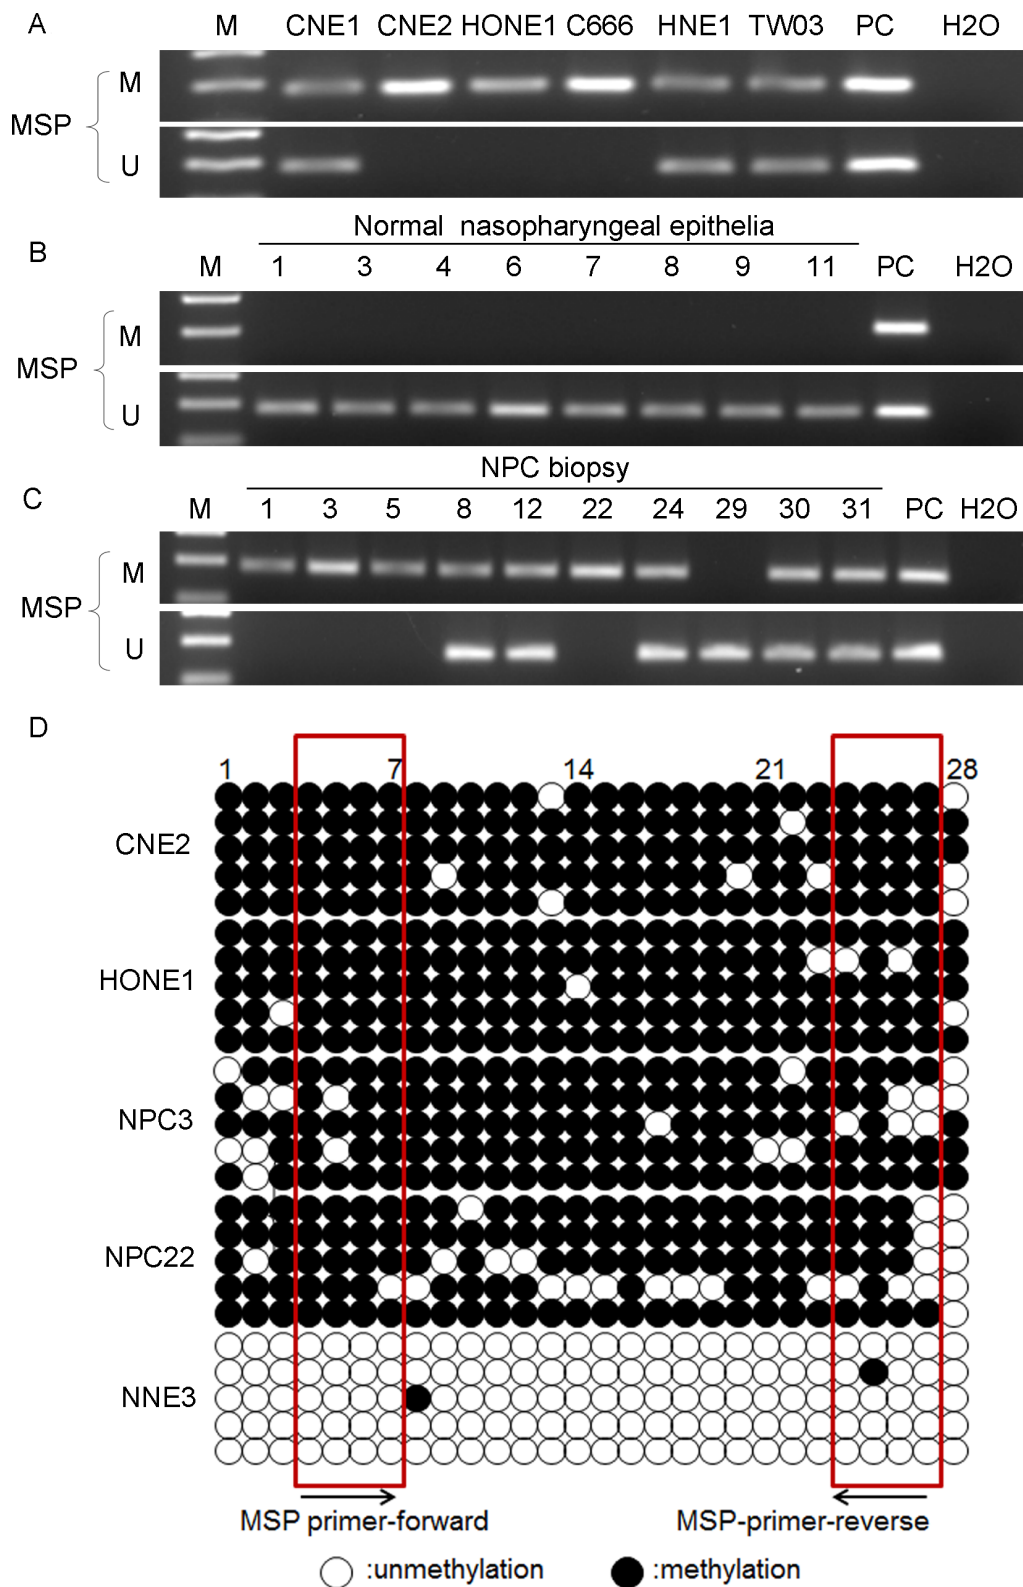 A
M CNE1 CNE2 HONE1 C666 HNE1 TW03 PC H2O
M
MSP
U
Normal nasopharyngeal epithelia
B
M 1 3 4 6 7 8 9 11 PC H2O
M
MSP
U
NPC biopsy
C
M 1 3 5 8 12 22 24 29 30 31 PC H2O
M
MSP
U
D
1 7 14 21 28
CNE2
HONE1
NPC3
NPC22
NNE3
MSP primer-forward MSP-primer-reverse
:unmethylation :methylation